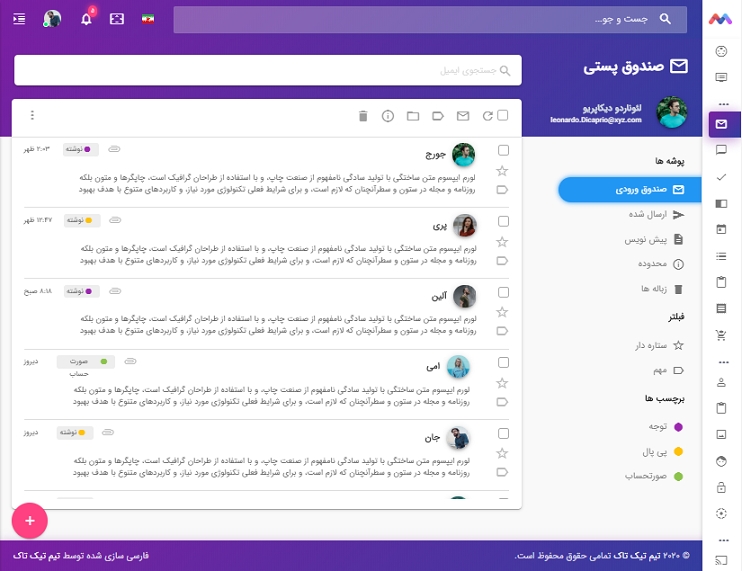 جست و جو...
۵
صندوق پستی
لئوناردو دیکاپریو
leonardo.Dicaprio@xyz.com
جستجوی ایمیل
پوشه ها
صندوق ورودی
ارسال شده
پیش نویس
محدوده
زباله ها
فیلتر
ستاره دار
مهم
برچسب ها
توجه
پی پال
صورتحساب
جورج
نوشته
۲:۰۳ ظهر
لورم ایپسوم متن ساختگی با تولید سادگی نامفهوم از صنعت چاپ، و با استفاده از طراحان گرافیک است، چاپگرها و متون بلکه
روزنامه و مجله در ستون و سطرآنچنان که لازم است، و برای شرایط فعلی تکنولوژی مورد نیاز، و کاربردهای متنوع با هدف بهبود
پری
نوشته
۱۲:۴۷ ظهر
لورم ایپسوم متن ساختگی با تولید سادگی نامفهوم از صنعت چاپ، و با استفاده از طراحان گرافیک است، چاپگرها و متون بلکه
روزنامه و مجله در ستون و سطرآنچنان که لازم است، و برای شرایط فعلی تکنولوژی مورد نیاز، و کاربردهای متنوع با هدف بهبود
آلین
نوشته
۸:۱۸ صبح
لورم ایپسوم متن ساختگی با تولید سادگی نامفهوم از صنعت چاپ، و با استفاده از طراحان گرافیک است، چاپگرها و متون بلکه
روزنامه و مجله در ستون و سطرآنچنان که لازم است، و برای شرایط فعلی تکنولوژی مورد نیاز، و کاربردهای متنوع با هدف بهبود
امی
صورت
حساب
دیروز
لورم ایپسوم متن ساختگی با تولید سادگی نامفهوم از صنعت چاپ، و با استفاده از طراحان گرافیک است، چاپگرها و متون بلکه
روزنامه و مجله در ستون و سطرآنچنان که لازم است، و برای شرایط فعلی تکنولوژی مورد نیاز، و کاربردهای متنوع با هدف بهبود
جان
نوشته
دیروز
لورم ایپسوم متن ساختگی با تولید سادگی نامفهوم از صنعت چاپ، و با استفاده از طراحان گرافیک است، چاپگرها و متون بلکه
روزنامه و مجله در ستون و سطرآنچنان که لازم است، و برای شرایط فعلی تکنولوژی مورد نیاز، و کاربردهای متنوع با هدف بهبود
© ۲۰۲۰ تیم تیک تاک تمامی حقوق محفوظ است.
فارسی سازی شده توسط تیم تیک تاک